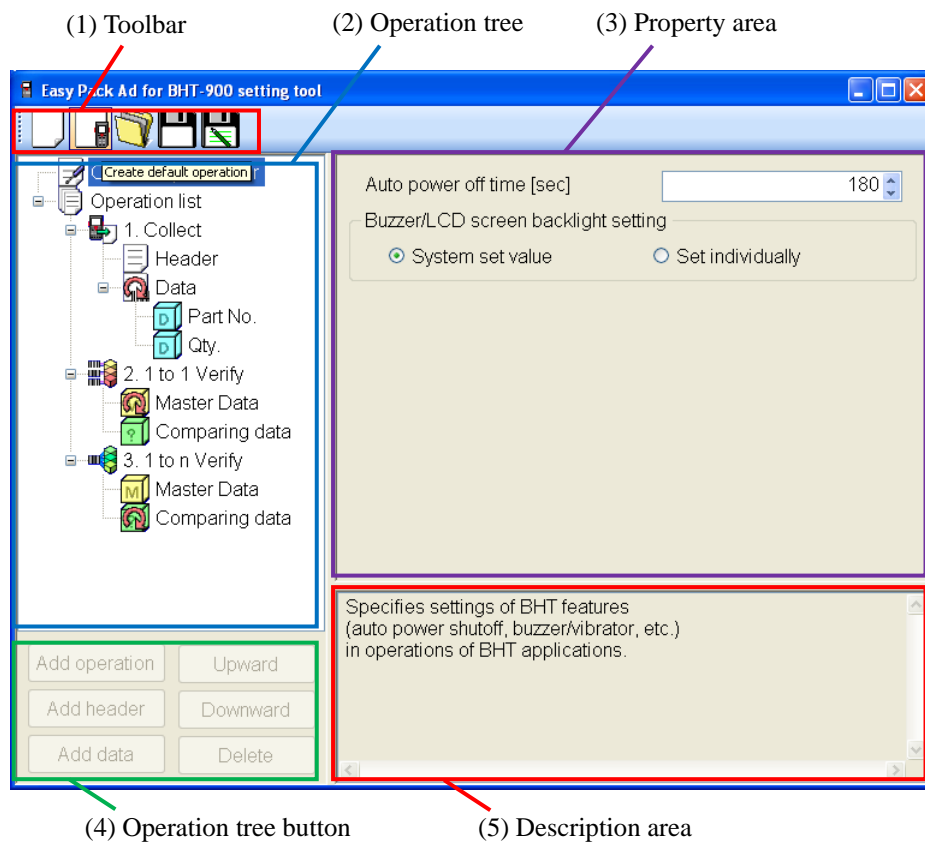 (1) Toolbar
(2) Operation tree
(3) Property area
Easy Pack Ad for BHT-900 setting tool
Create default operation
Operation list
1. Collect
Header
Data
D
Part No.
D
Qty.
2. 1 to 1 Verify
Master Data
?
Comparing data
3. 1 to n Verify
M
Master Data
Comparing data
Auto power off time [sec]
180
Buzzer/LCD screen backlight setting
System set value
Set individually
Specifies settings of BHT features
(auto power shutoff, buzzer/vibrator, etc.)
in operations of BHT applications.
Add operation
Upward
Add header
Downward
Add data
Delete
(4) Operation tree button
(5) Description area